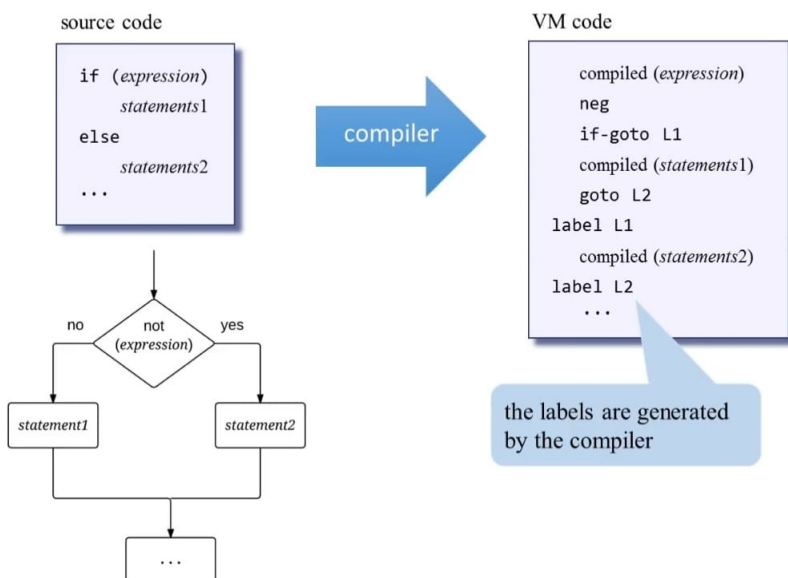 source code
if (expression)
statements1
else
statements2
...
compiler
VM code
compiled (expression)
neg
if-goto L1
compiled (statements1)
goto L2
label L1
compiled (statements2)
label L2
...
the labels are generated
by the compiler
no
not
(expression)
yes
statement1
statement2
...